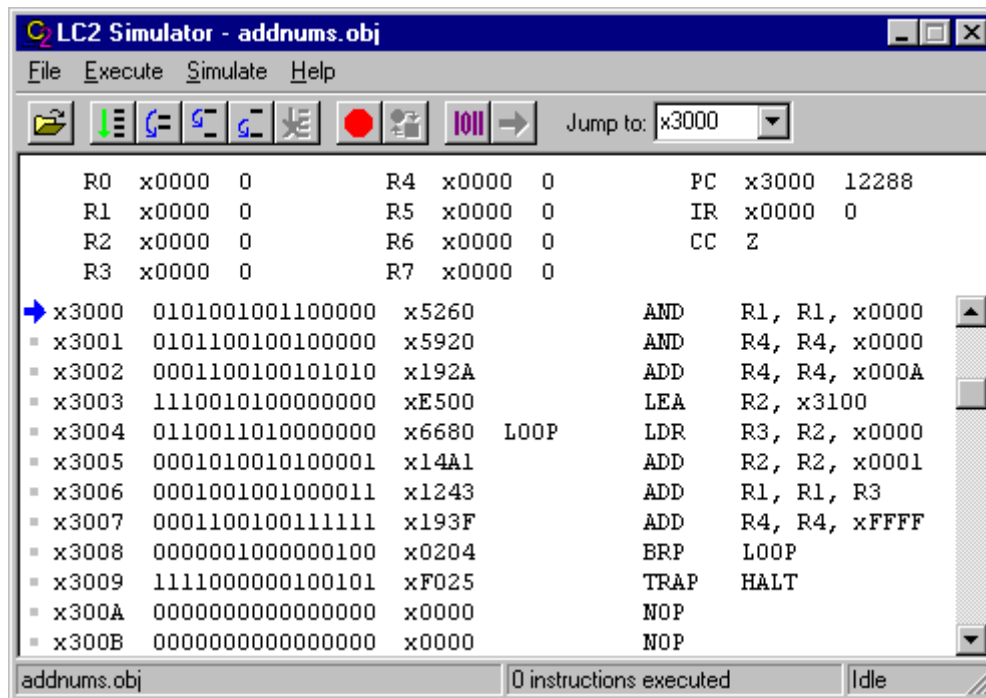 C2 LC2 Simulator - addnums.obj
File Execute Simulate Help
Jump to: x3000
R0 x0000 0 R4 x0000 0 PC x3000 12288
R1 x0000 0 R5 x0000 0 IR x0000 0
R2 x0000 0 R6 x0000 0 CC Z
R3 x0000 0 R7 x0000 0
x3000 0101001001100000 x5260 AND R1, R1, x0000
x3001 0101100100100000 x5920 AND R4, R4, x0000
x3002 0001100100101010 x192A ADD R4, R4, x000A
x3003 1110010100000000 xE500 LEA R2, x3100
x3004 0110011010000000 x6680 LOOP LDR R3, R2, x0000
x3005 0001010010100001 x14A1 ADD R2, R2, x0001
x3006 0001001001000011 x1243 ADD R1, R1, R3
x3007 0001100100111111 x193F ADD R4, R4, xFFFF
x3008 0000001000000100 x0204 BRP LOOP
x3009 1111000000100101 xF025 TRAP HALT
x300A 0000000000000000 x0000 NOP
x300B 0000000000000000 x0000 NOP
addnums.obj 0 instructions executed Idle